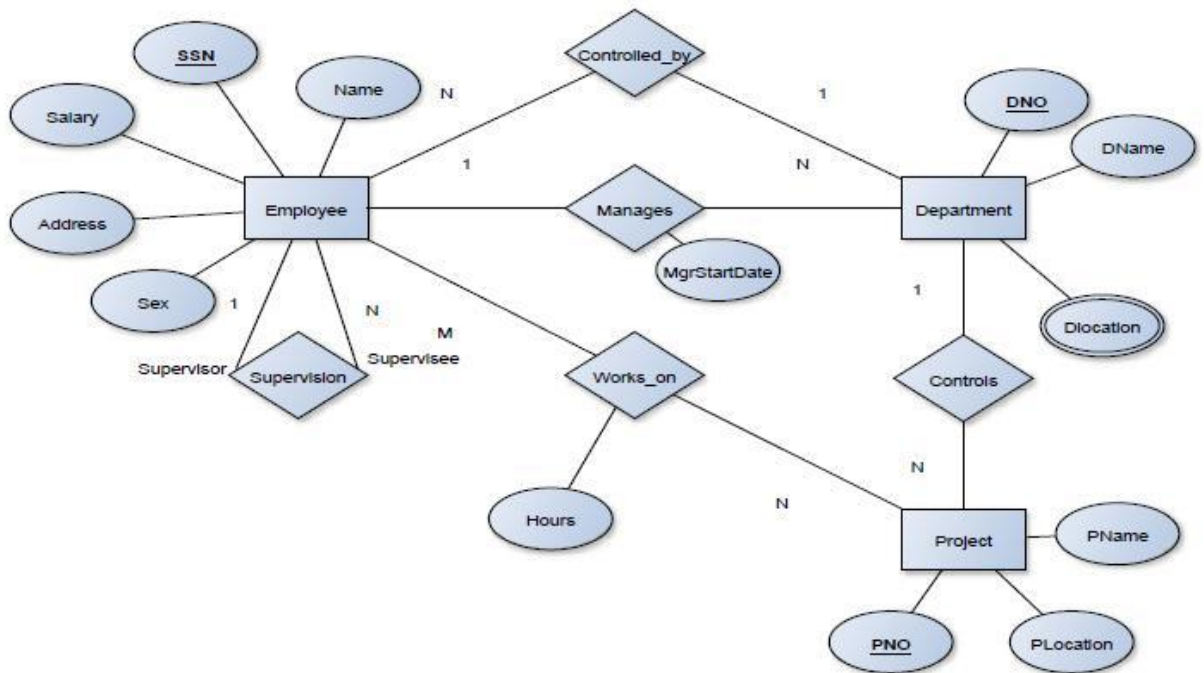 Controlled_by
SSN
Name
N
Salary
1
DNO
DName
1
N
Employee
Manages
Department
Address
MgrStartDate
Sex
1
N
1
Dlocation
M
Supervisor
Supervisee
Supervision
Works_on
Controls
N
N
Hours
Project
PName
PNO
PLocation